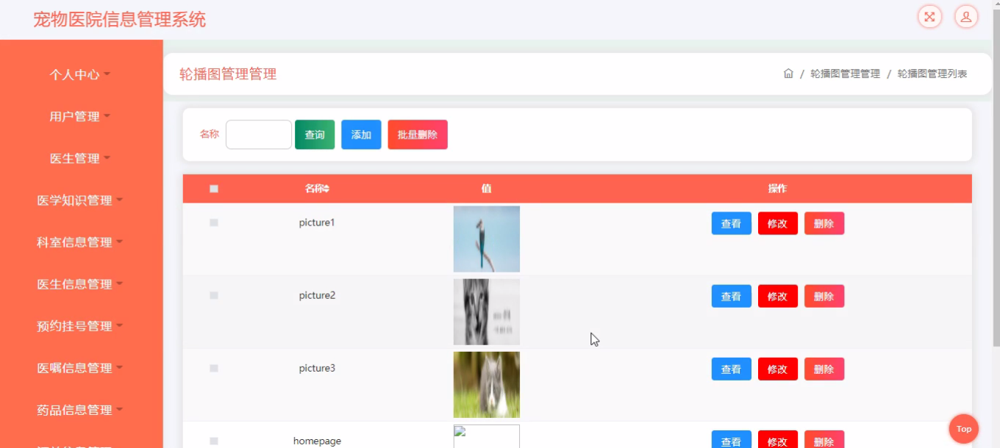 宠物医院信息管理系统
个人中心
用户管理
医生管理
医学知识管理
科室信息管理
医生信息管理
预约挂号管理
医嘱信息管理
药品信息管理
轮播图管理管理
/ 轮播图管理管理 / 轮播图管理列表
名称 查询 添加 批量删除
名称 值 操作
picture1 查看 修改 删除
picture2 查看 修改 删除
picture3 查看 修改 删除
homepage 查看 修改 删除
Top